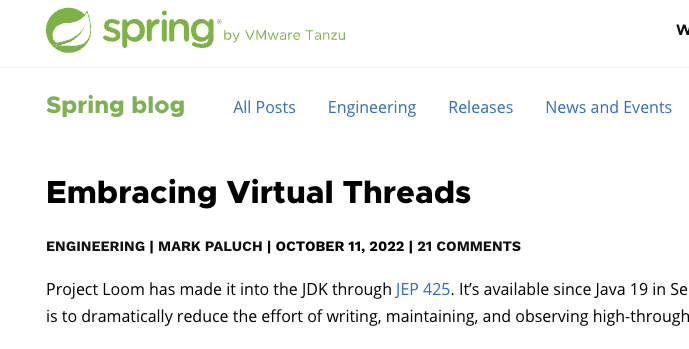 spring® by VMware Tanzu
Spring blog All Posts Engineering Releases News and Events
Embracing Virtual Threads
ENGINEERING | MARK PALUCH | OCTOBER 11, 2022 | 21 COMMENTS
Project Loom has made it into the JDK through JEP 425. It’s available since Java 19 in Se
is to dramatically reduce the effort of writing, maintaining, and observing high-through